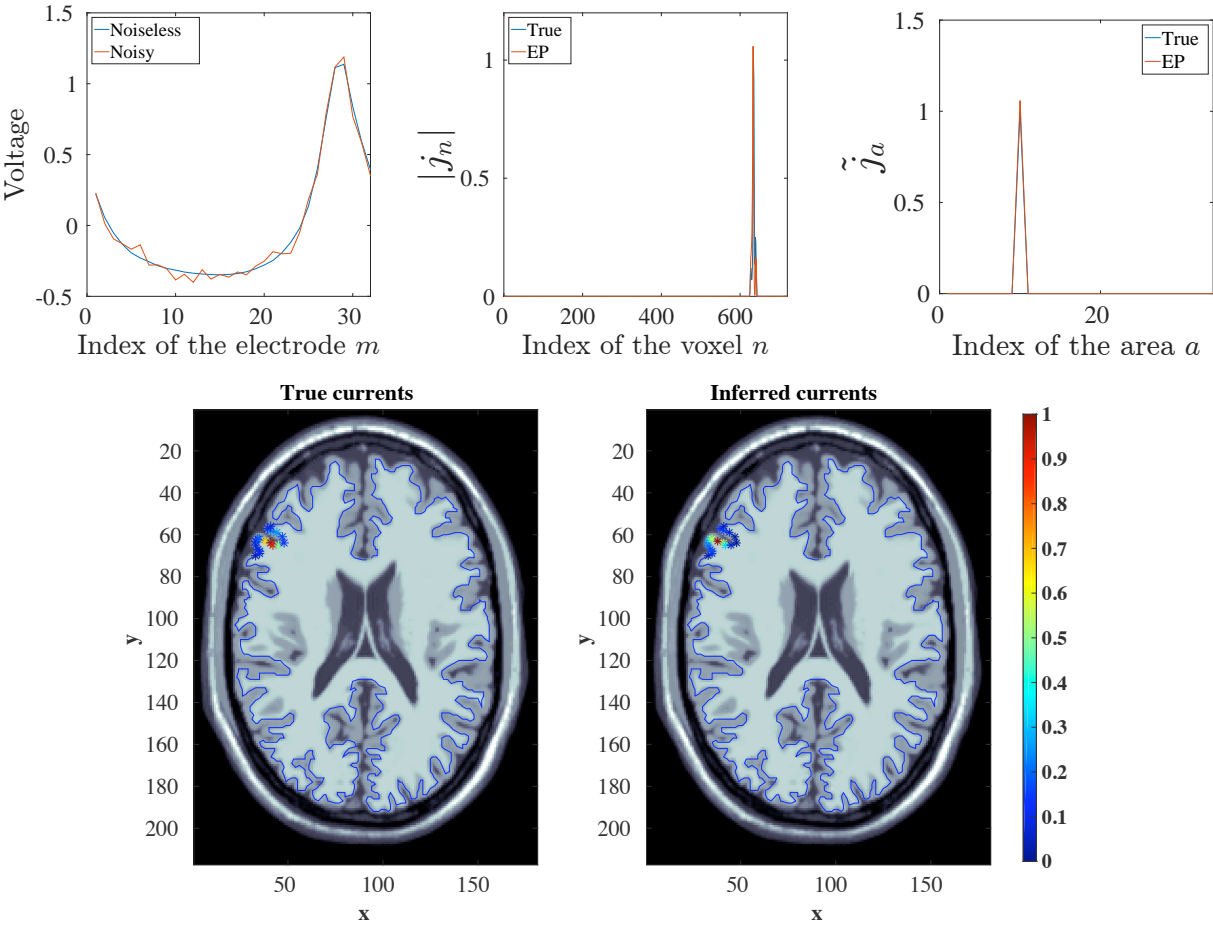 1.5
1
0.5
0
-0.5
Voltage
Noiseless
Noisy
0 10 20 30
Index of the electrode m
1
0.5
0
|j_n|
True
EP
0 200 400 600
Index of the voxel n
1.5
1
0.5
0
j̃_a
True
EP
0 20
Index of the area a
True currents
20
40
60
80
100
120
140
160
180
200
y
50 100 150
x
Inferred currents
20
40
60
80
100
120
140
160
180
200
y
50 100 150
x
1
0.9
0.8
0.7
0.6
0.5
0.4
0.3
0.2
0.1
0